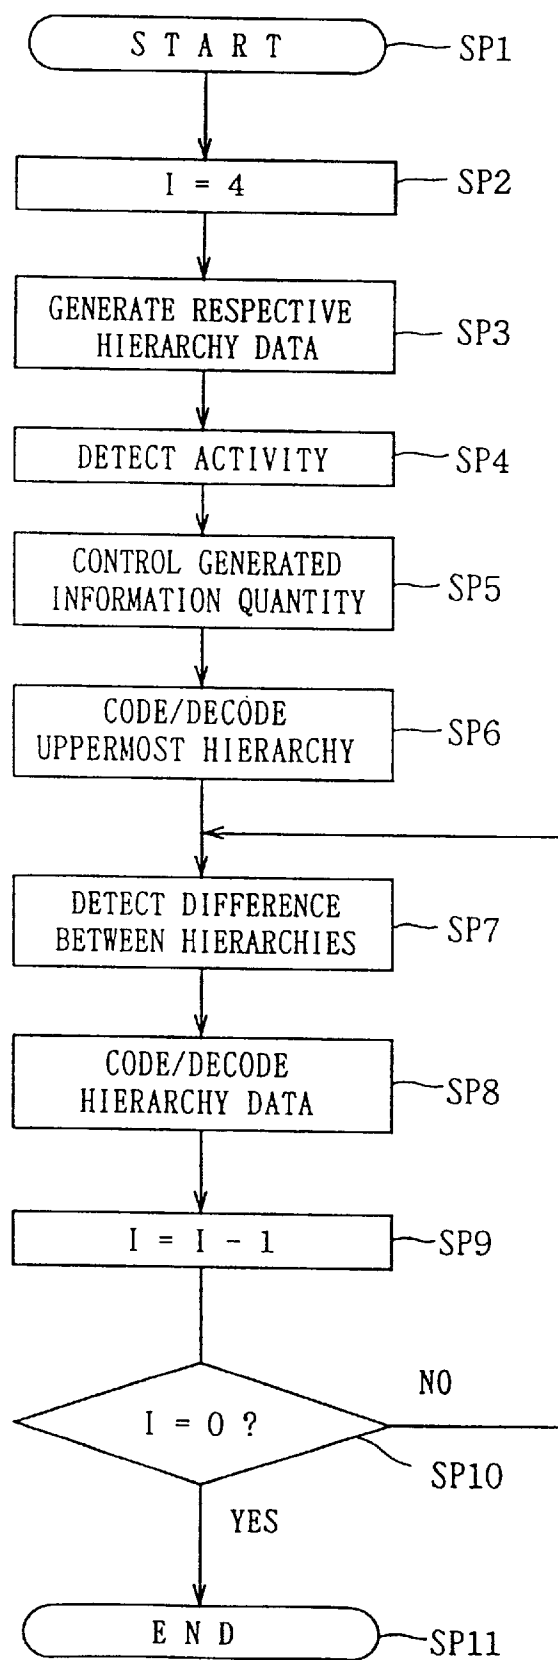 START
SP1
I = 4
SP2
GENERATE RESPECTIVE
HIERARCHY DATA
SP3
DETECT ACTIVITY
SP4
CONTROL GENERATED
INFORMATION QUANTITY
SP5
CODE/DECODE
UPPERMOST HIERARCHY
SP6
DETECT DIFFERENCE
BETWEEN HIERARCHIES
SP7
CODE/DECODE
HIERARCHY DATA
SP8
I = I - 1
SP9
NO
I = 0 ?
SP10
YES
END
SP11